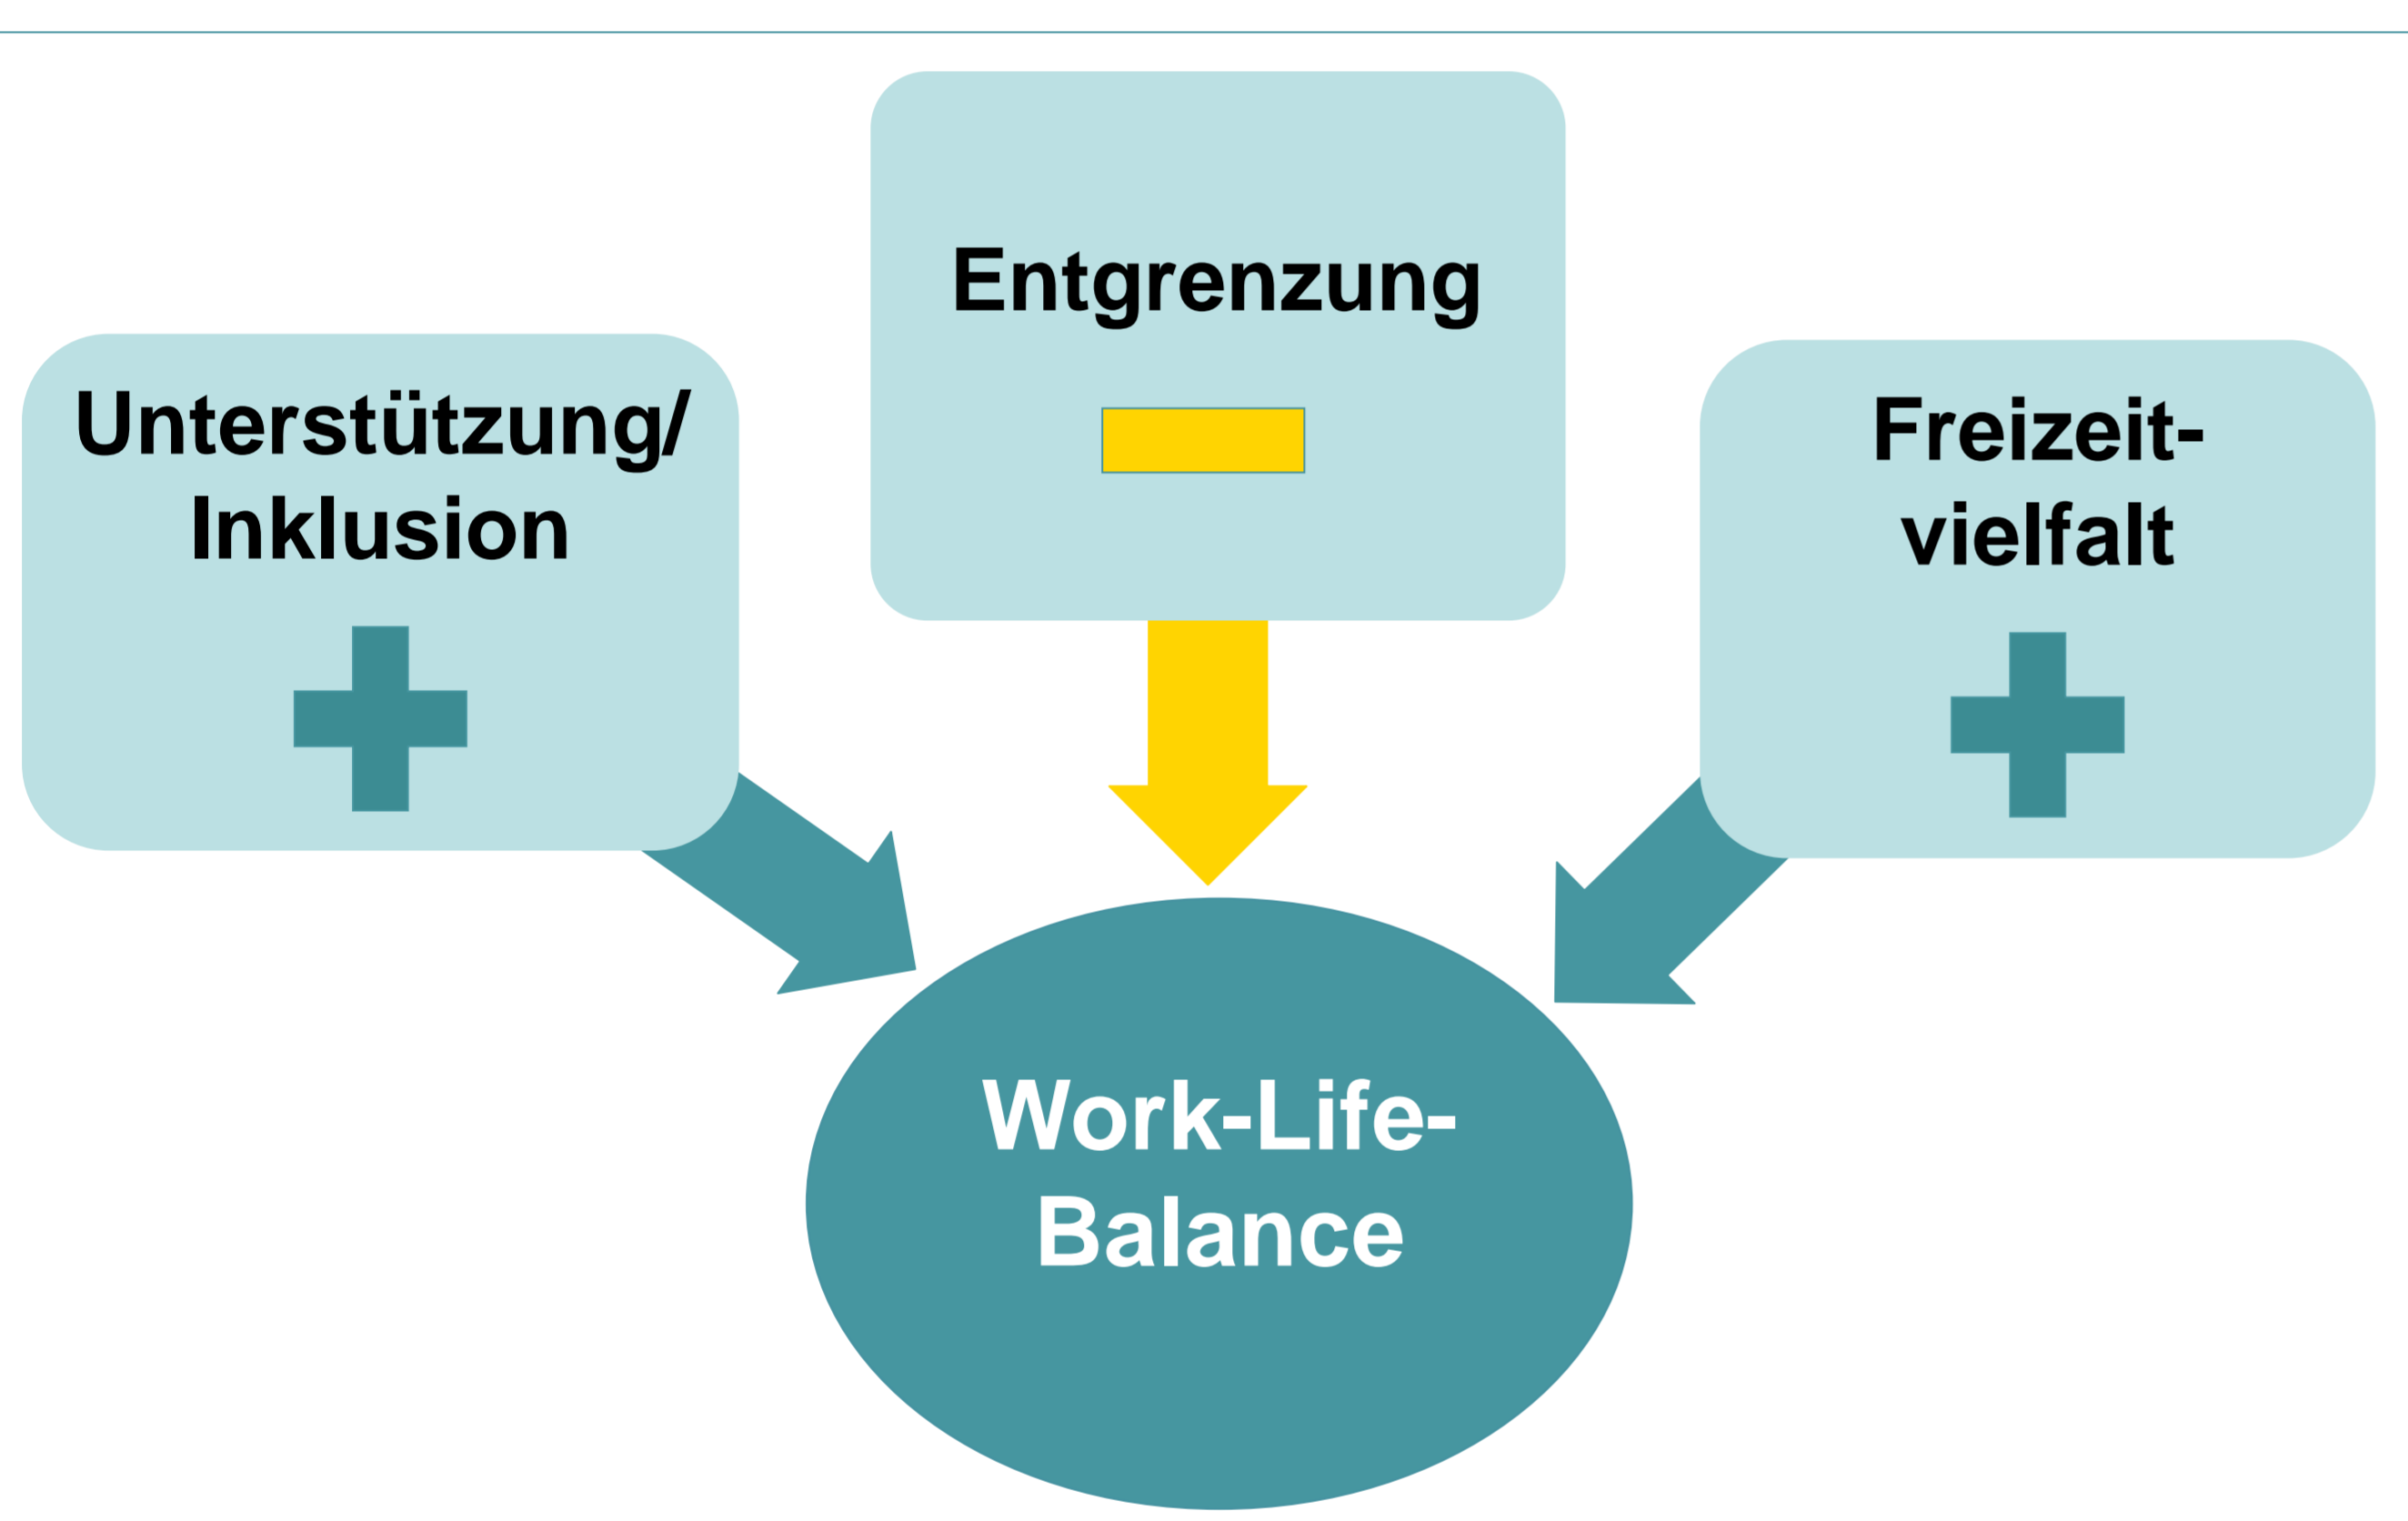 Unterstützung/
Inklusion
Entgrenzung
Freizeit-
vielfalt
Work-Life-
Balance